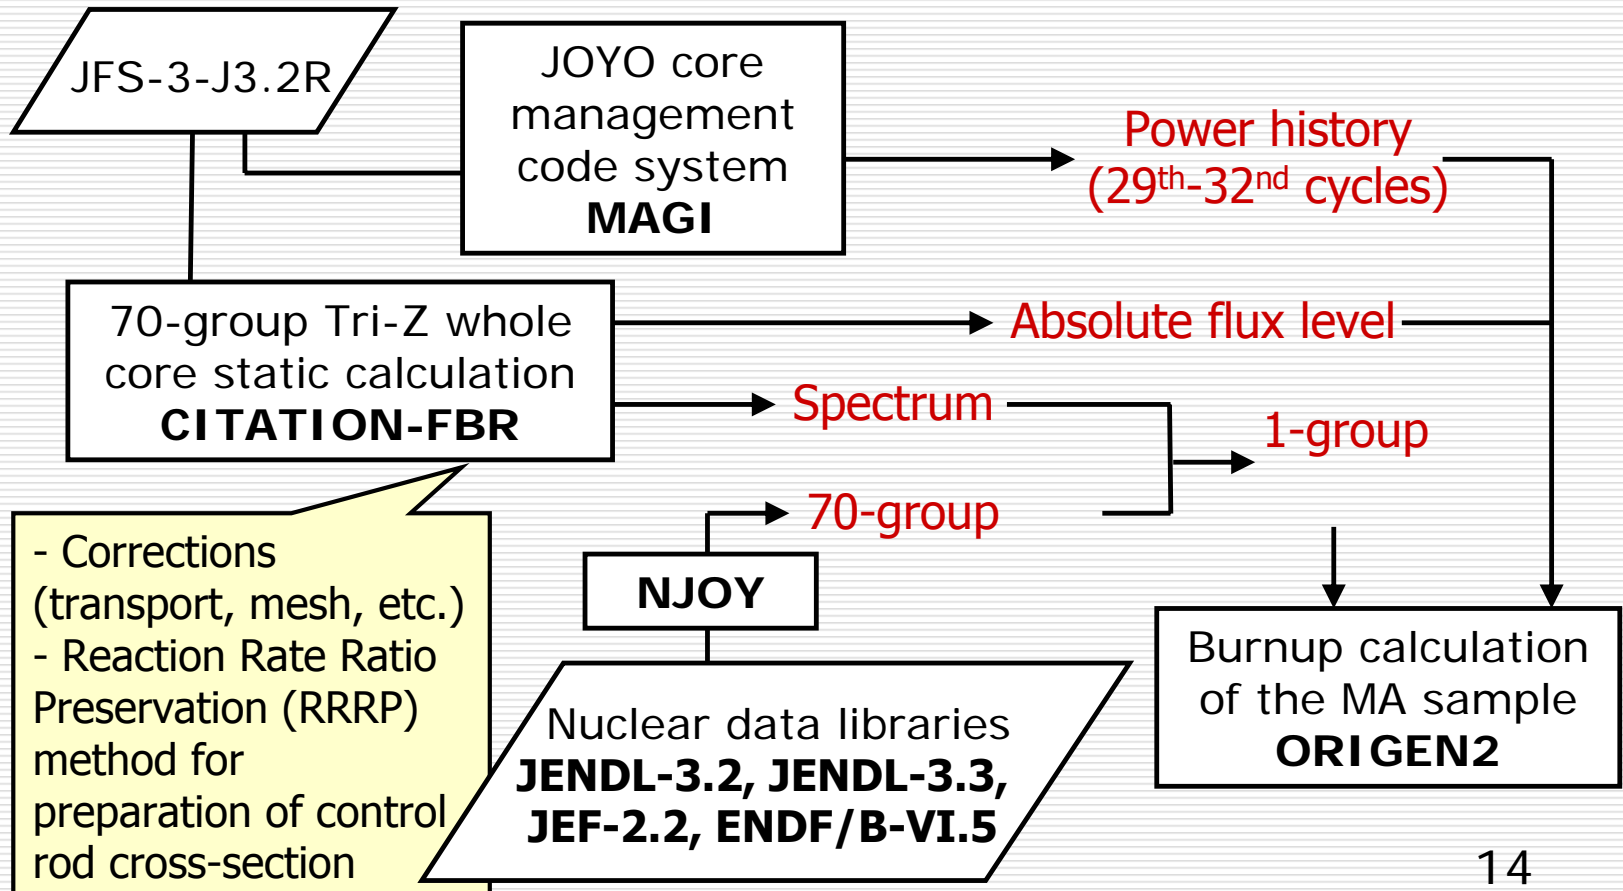 JFS-3-J3.2R
JOYO core
management
code system
MAGI
Power history
(29th-32nd cycles)
70-group Tri-Z whole
core static calculation
CITATION-FBR
Absolute flux level
Spectrum
1-group
70-group
- Corrections
(transport, mesh, etc.)
- Reaction Rate Ratio
Preservation (RRRP)
method for
preparation of control
rod cross-section
NJOY
Nuclear data libraries
JENDL-3.2, JENDL-3.3,
JEF-2.2, ENDF/B-VI.5
Burnup calculation
of the MA sample
ORIGEN2
14